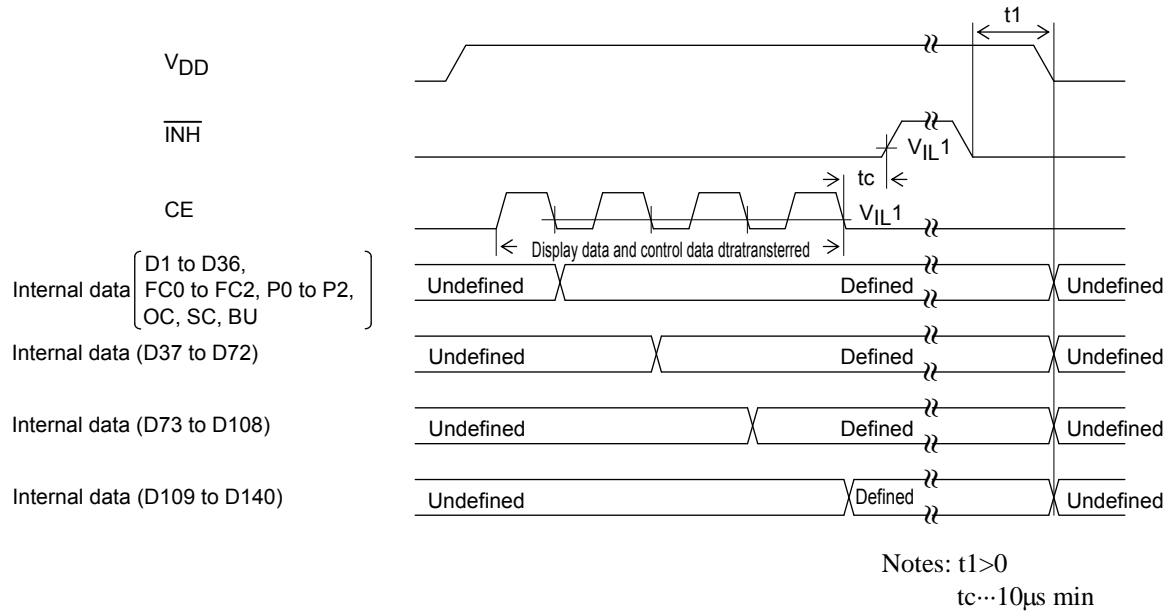 t1
VDD
INH
VIL1
tc
CE
VIL1
Display data and control data dtratransterred
Internal data
D1 to D36,
FC0 to FC2, P0 to P2,
OC, SC, BU
Undefined
Defined
Undefined
Internal data (D37 to D72)
Undefined
Defined
Undefined
Internal data (D73 to D108)
Undefined
Defined
Undefined
Internal data (D109 to D140)
Undefined
Defined
Undefined
Notes: t1>0
tc···10µs min